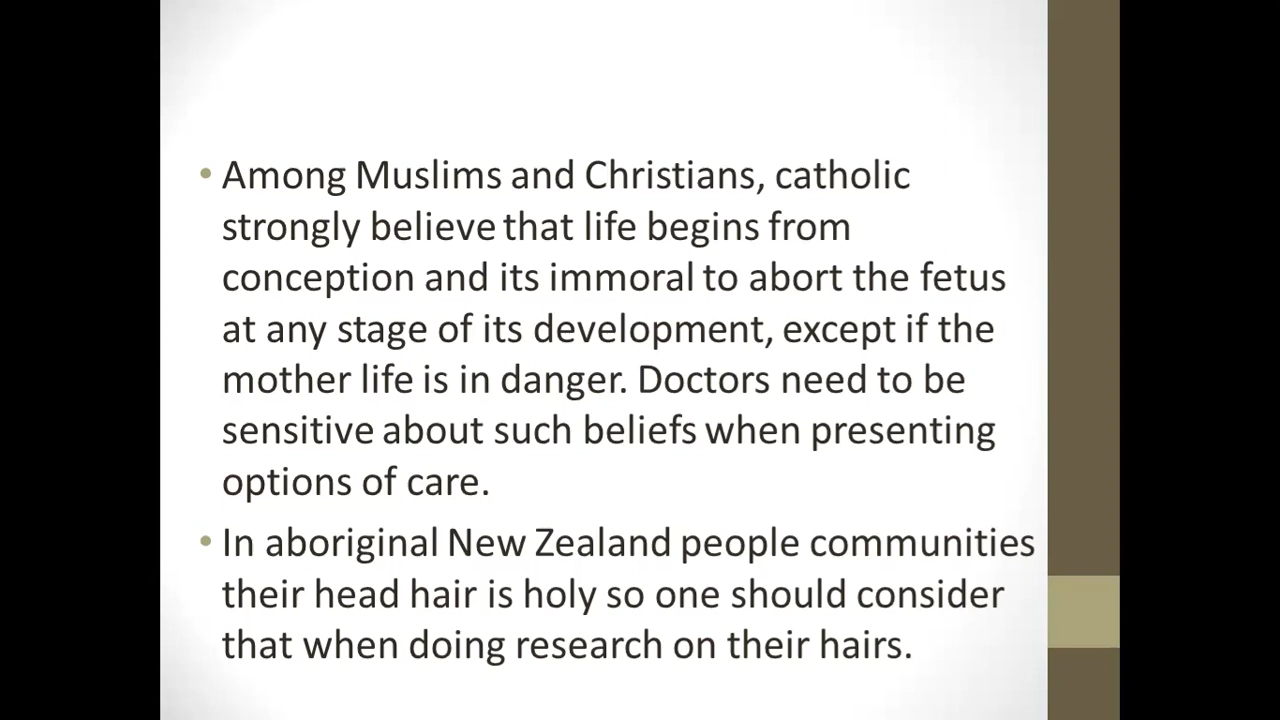 • Among Muslims and Christians, catholic
strongly believe that life begins from
conception and its immoral to abort the fetus
at any stage of its development, except if the
mother life is in danger. Doctors need to be
sensitive about such beliefs when presenting
options of care.
• In aboriginal New Zealand people communities
their head hair is holy so one should consider
that when doing research on their hairs.